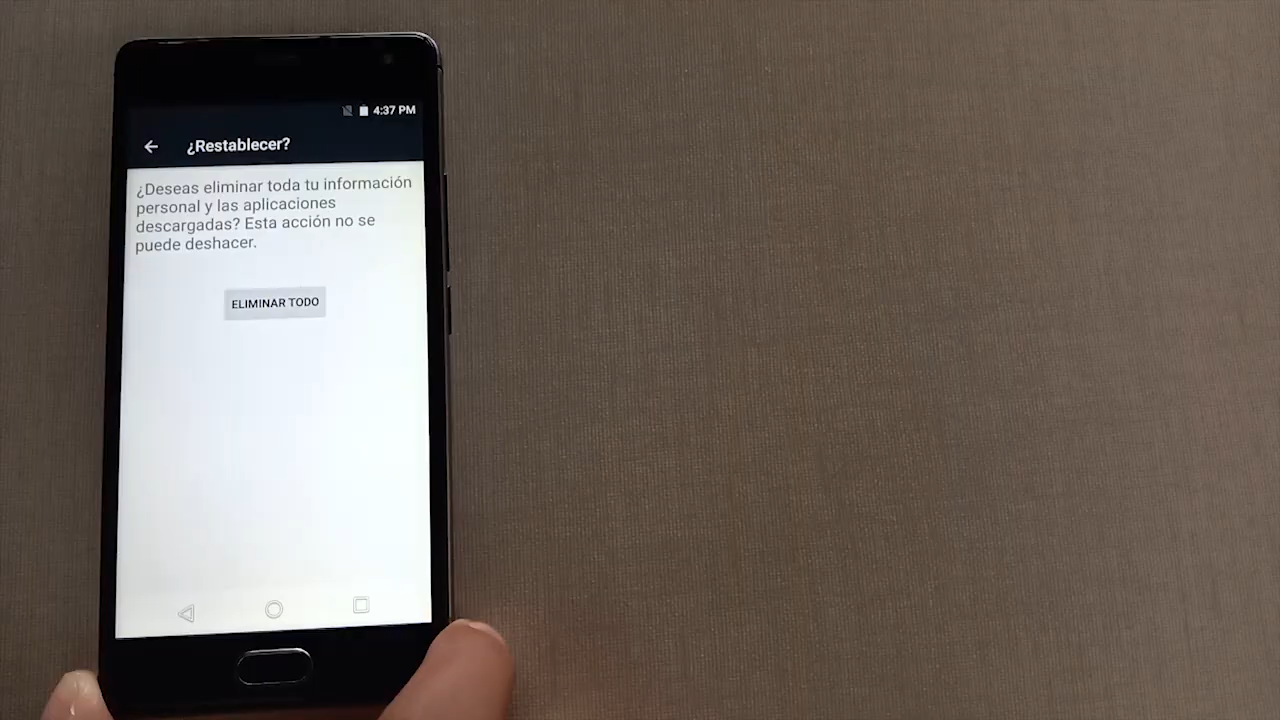 4:37 PM
¿Restablecer?
¿Deseas eliminar toda tu información
personal y las aplicaciones
descargadas? Esta acción no se
puede deshacer.
ELIMINAR TODO